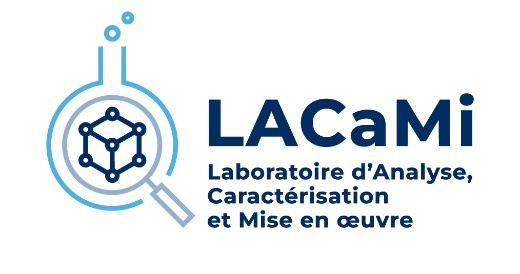 LACaMi
Laboratoire d'Analyse,
Caractérisation
et Mise en œuvre